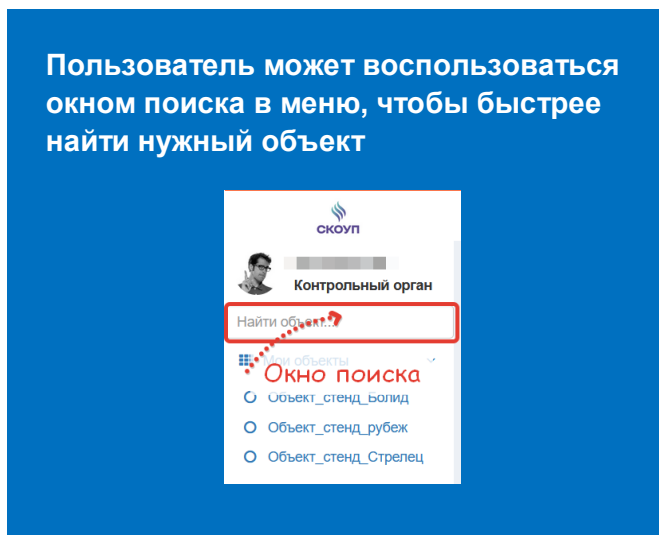 Пользователь может воспользоваться
окном поиска в меню, чтобы быстрее
найти нужный объект
скоуп
Контрольный орган
Найти объект...
Мои объекты
Окно поиска
Объект_стенд_Болид
Объект_стенд_рубеж
Объект_стенд_Стрелец